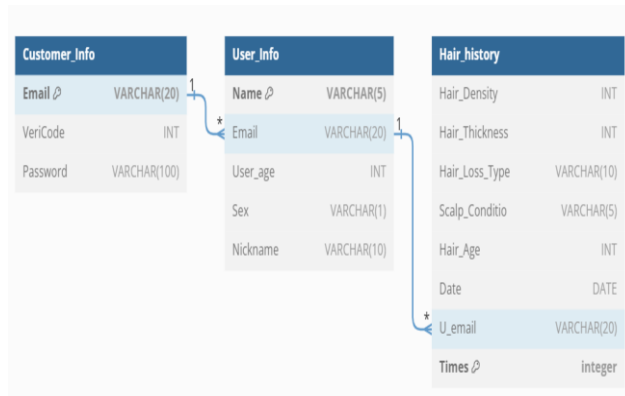 Customer_Info
Email VARCHAR(20)
VeriCode INT
Password VARCHAR(100)
1
*
User_Info
Name VARCHAR(5)
Email VARCHAR(20)
User_age INT
Sex VARCHAR(1)
Nickname VARCHAR(10)
1
*
Hair_history
Hair_Density INT
Hair_Thickness INT
Hair_Loss_Type VARCHAR(10)
Scalp_Conditio VARCHAR(5)
Hair_Age INT
Date DATE
U_email VARCHAR(20)
Times integer